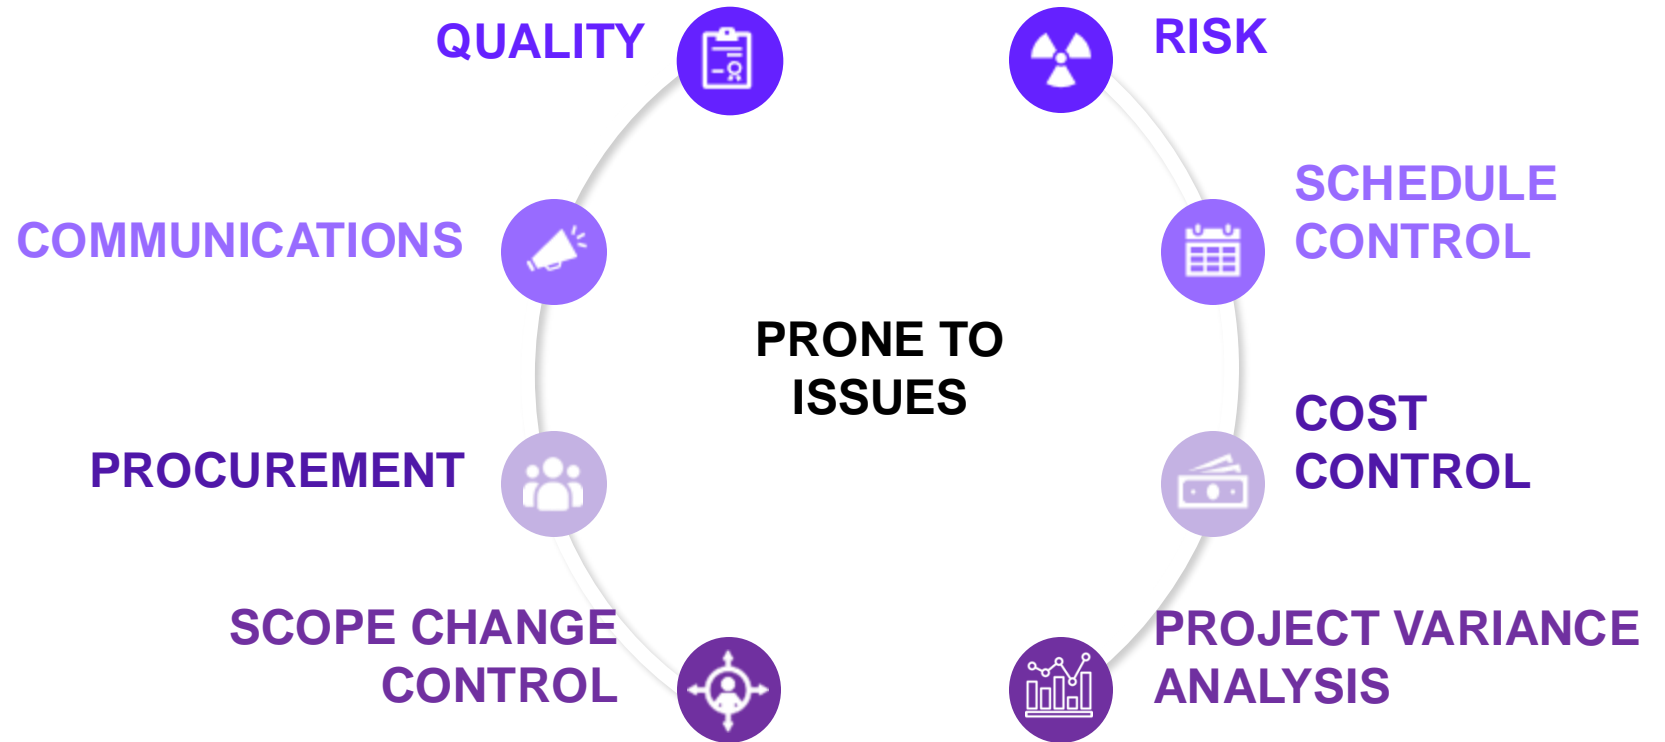 QUALITY
RISK
COMMUNICATIONS
SCHEDULE
CONTROL
PRONE TO
ISSUES
PROCUREMENT
COST
CONTROL
SCOPE CHANGE
CONTROL
PROJECT VARIANCE
ANALYSIS